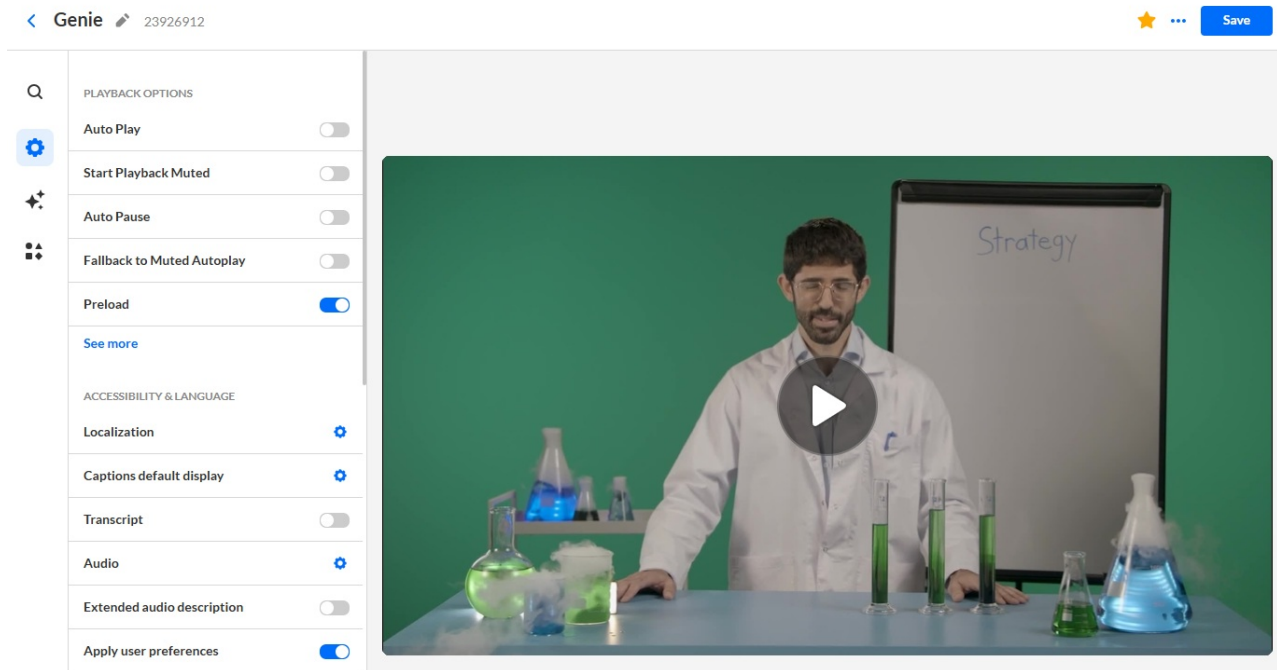 Genie 23926912
Save
PLAYBACK OPTIONS
Auto Play
Start Playback Muted
Auto Pause
Fallback to Muted Autoplay
Preload
See more
ACCESSIBILITY & LANGUAGE
Localization
Captions default display
Transcript
Audio
Extended audio description
Apply user preferences
Strategy